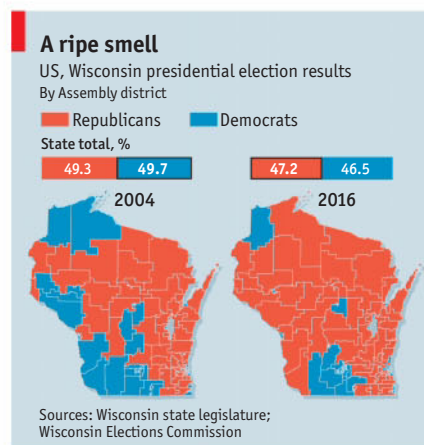 A ripe smell
US, Wisconsin presidential election results
By Assembly district
Republicans Democrats
State total, %
49.3 49.7 47.2 46.5
2004 2016
Sources: Wisconsin state legislature;
Wisconsin Elections Commission